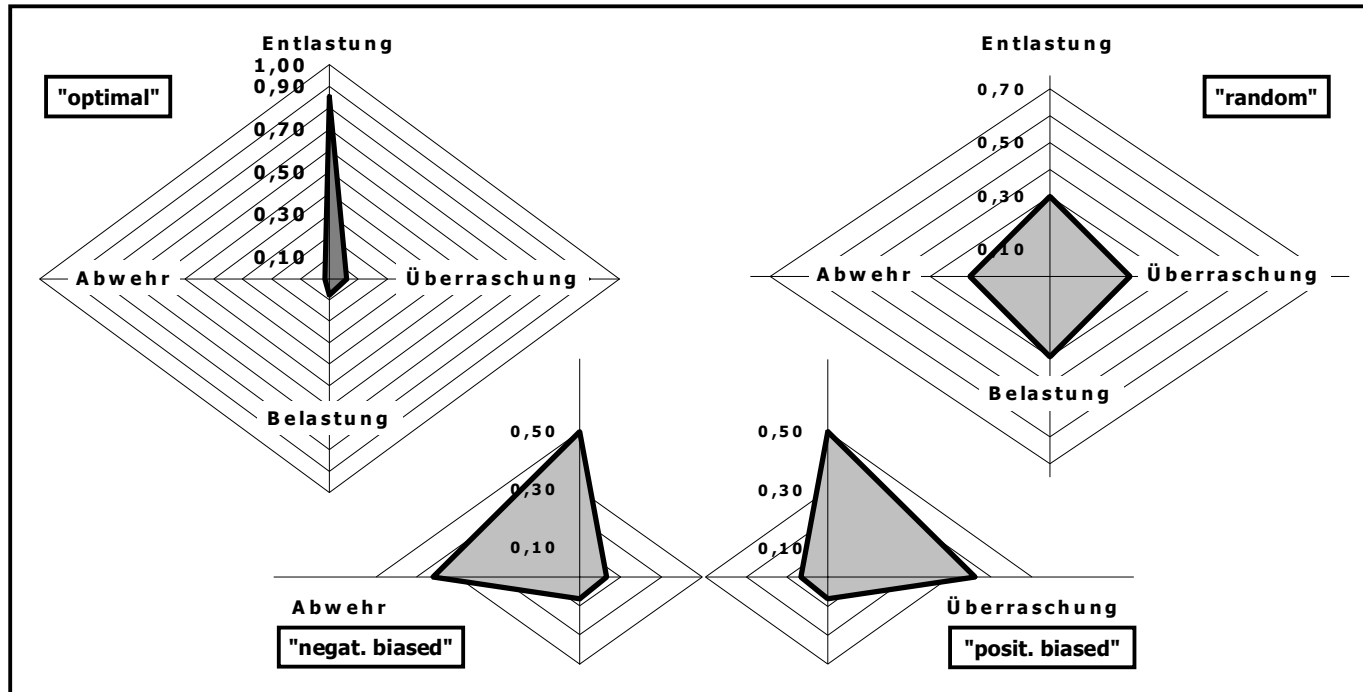 Entlastung
1,00
0,90
0,70
0,50
0,30
0,10
Abwehr
Überraschung
Belastung
"optimal"
Entlastung
0,70
0,50
0,30
0,10
Abwehr
Überraschung
Belastung
"random"
0,50
0,30
0,10
Abwehr
"negat. biased"
0,50
0,30
0,10
Überraschung
"posit. biased"